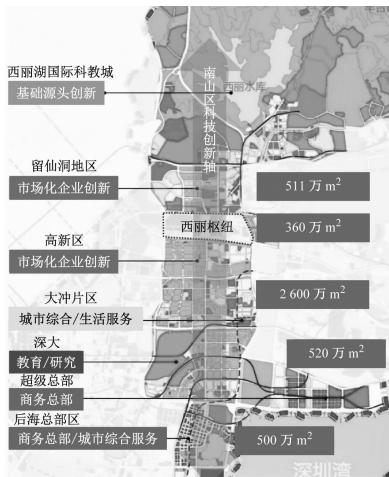 西丽湖国际科教城
基础源头创新
南山区科技创新轴
西丽水库
留仙洞地区
市场化企业创新
511 万 m²
西丽枢纽
360 万 m²
高新区
市场化企业创新
大冲片区
2 600 万 m²
城市综合/生活服务
深大
教育/研究
520 万 m²
超级总部
商务总部
后海总部区
商务总部/城市综合服务
500 万 m²
深圳湾